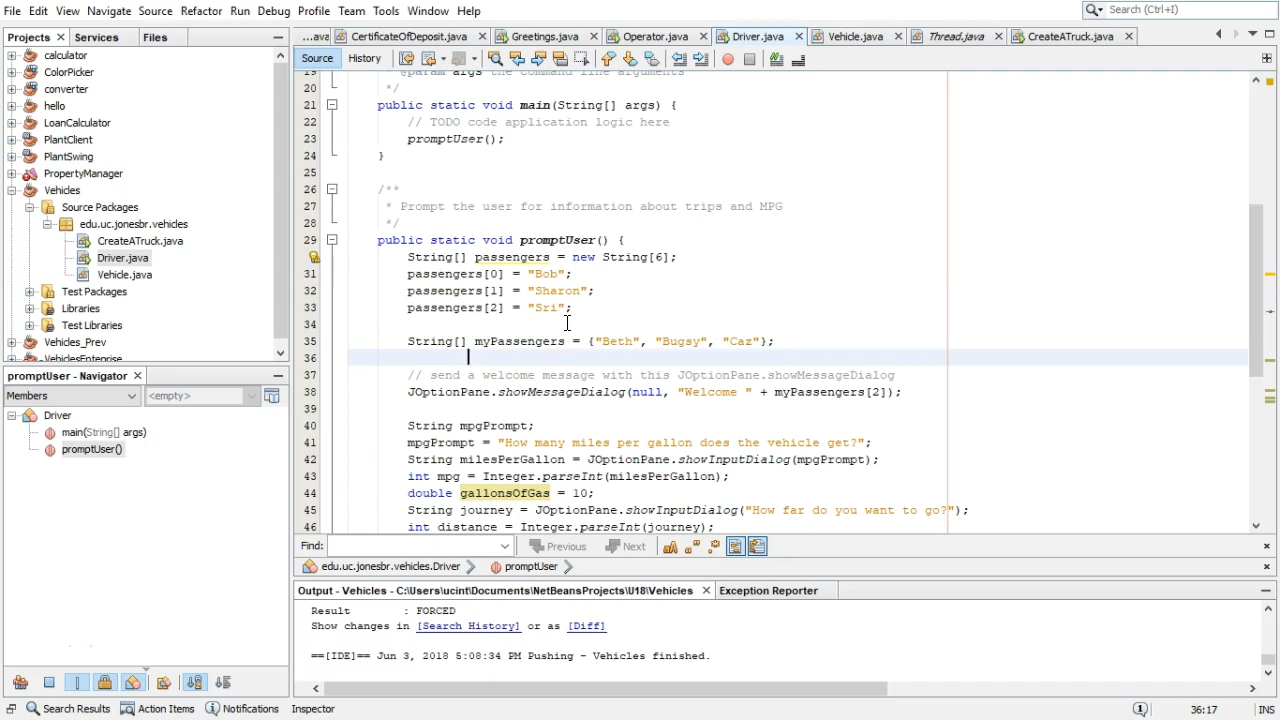 File Edit View Navigate Source Refactor Run Debug Profile Team Tools Window Help
Search (Ctrl+I)
Projects Services Files
...ava CertificateOfDeposit.java Greetings.java Operator.java Driver.java Vehicle.java Thread.java CreateATruck.java
Source History
calculator
ColorPicker
converter
hello
LoanCalculator
PlantClient
PlantSwing
PropertyManager
Vehicles
Source Packages
edu.uc.jonesbr.vehicles
CreateATruck.java
Driver.java
Vehicle.java
Test Packages
Libraries
Test Libraries
Vehicles_Prev
VehiclesEnterprise
19 @param args the command line arguments
20 */
21 public static void main(String[] args) {
22 // TODO code application logic here
23 promptUser();
24 }
25
26 /**
27 * Prompt the user for information about trips and MPG
28 */
29 public static void promptUser() {
String[] passengers = new String[6];
31 passengers[0] = "Bob";
32 passengers[1] = "Sharon";
33 passengers[2] = "Sri";
34
35 String[] myPassengers = {"Beth", "Bugsy", "Caz"};
36
37 // send a welcome message with this JOptionPane.showMessageDialog
38 JOptionPane.showMessageDialog(null, "Welcome " + myPassengers[2]);
39
40 String mpgPrompt;
41 mpgPrompt = "How many miles per gallon does the vehicle get?";
42 String milesPerGallon = JOptionPane.showInputDialog(mpgPrompt);
43 int mpg = Integer.parseInt(milesPerGallon);
44 double gallonsOfGas = 10;
45 String journey = JOptionPane.showInputDialog("How far do you want to go?");
46 int distance = Integer.parseInt(journey);
Find: Previous Next
edu.uc.jonesbr.vehicles.Driver promptUser
promptUser - Navigator
Members <empty>
Driver
main(String[] args)
promptUser()
Output - Vehicles - C:\Users\ucint\Documents\NetBeansProjects\U18\Vehicles Exception Reporter
Result : FORCED
Show changes in [Search History] or as [Diff]
==[IDE]== Jun 3, 2018 5:08:34 PM Pushing - Vehicles finished.
Search Results Action Items Notifications Inspector
36:17 INS